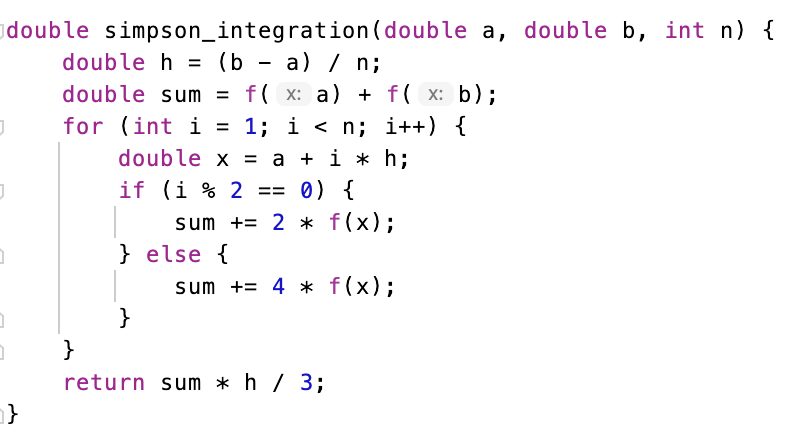 double simpson_integration(double a, double b, int n) {
    double h = (b - a) / n;
    double sum = f( x: a) + f( x: b);
    for (int i = 1; i < n; i++) {
        double x = a + i * h;
        if (i % 2 == 0) {
            sum += 2 * f(x);
        } else {
            sum += 4 * f(x);
        }
    }
    return sum * h / 3;
}